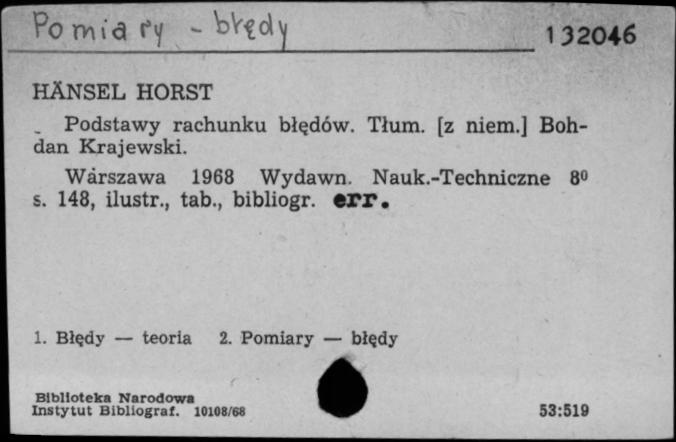 Pomiary - błędy
132046
HÄNSEL HORST
Podstawy rachunku błędów. Tłum. [z niem.] Boh-
dan Krajewski.
Warszawa 1968 Wydawn. Nauk.-Techniczne 8⁰
s. 148, ilustr., tab., bibliogr. err.
1. Błędy — teoria 2. Pomiary — błędy
Biblioteka Narodowa
Instytut Bibliograf. 10108/68
53:519